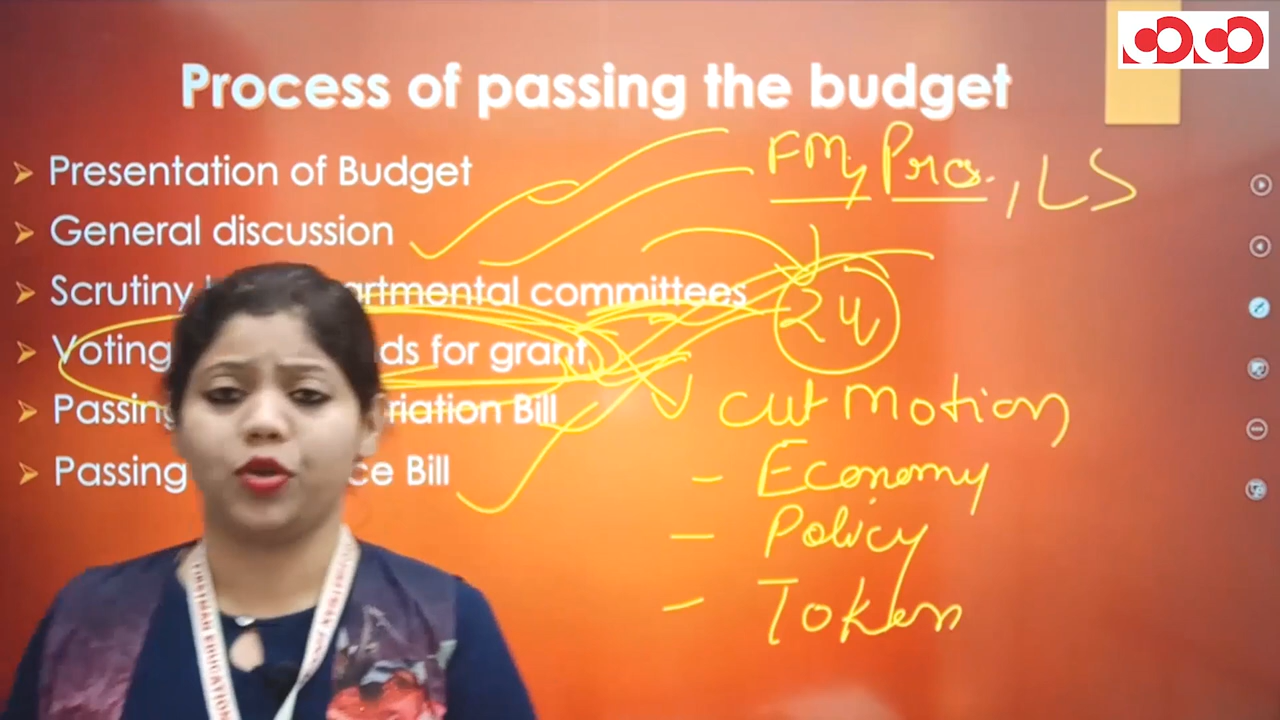 Process of passing the budget
Presentation of Budget
General discussion
Scrutiny artmental committees
Voting ds for grant
Passing riation Bill
Passing ce Bill
FM, Pres., LS
24
Cut Motion
- Economy
- Policy
- Token